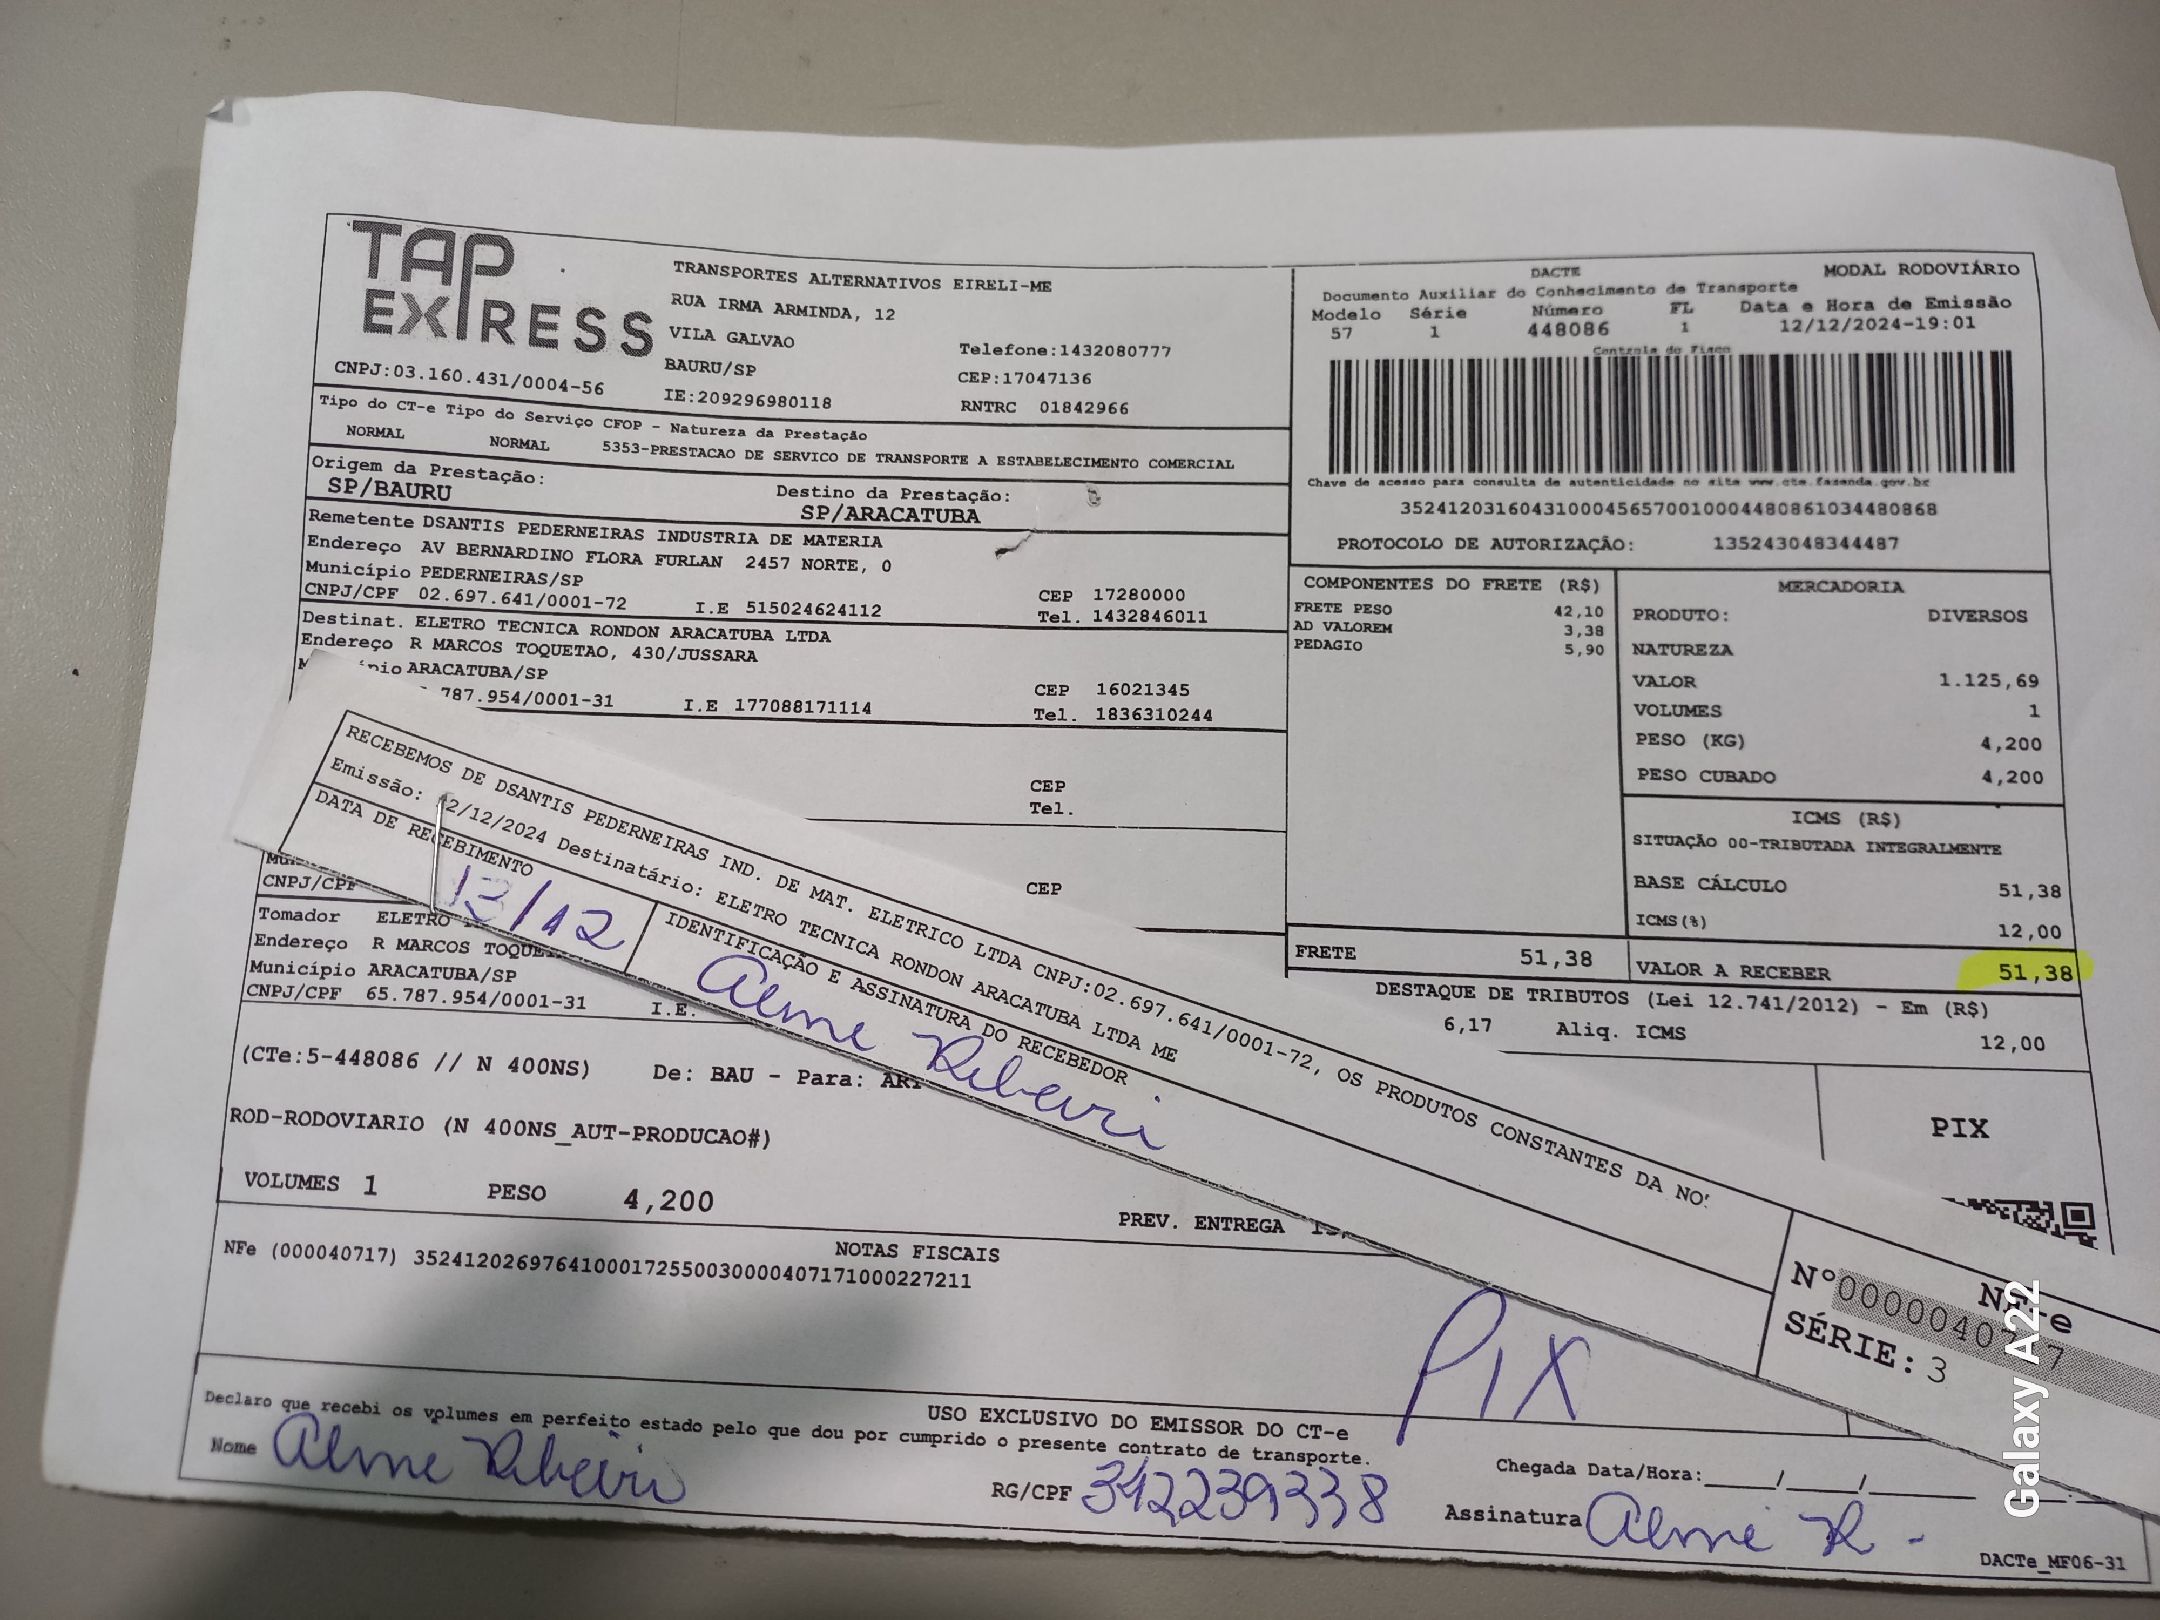 TAP
EXPRESS
CNPJ:03.160.431/0004-56
TRANSPORTES ALTERNATIVOS EIRELI-ME
RUA IRMA ARMINDA, 12
VILA GALVAO
BAURU/SP
IE:209296980118
Telefone:1432080777
CEP:17047136
RNTRC 01842966
DACTE
MODAL RODOVIÁRIO
Documento Auxiliar do Conhecimento de Transporte
Modelo Série Número FL Data e Hora de Emissão
57 1 448086 1 12/12/2024-19:01
Controle do Fisco
Chave de acesso para consulta de autenticidade no site www.cte.fazenda.gov.br
35241203160431000456570010004480861034480868
PROTOCOLO DE AUTORIZAÇÃO: 135243048344487
Tipo do CT-e Tipo do Serviço CFOP - Natureza da Prestação
NORMAL NORMAL 5353-PRESTACAO DE SERVICO DE TRANSPORTE A ESTABELECIMENTO COMERCIAL
Origem da Prestação: Destino da Prestação:
SP/BAURU SP/ARACATUBA
Remetente DSANTIS PEDERNEIRAS INDUSTRIA DE MATERIA
Endereço AV BERNARDINO FLORA FURLAN 2457 NORTE, 0
Município PEDERNEIRAS/SP CEP 17280000
CNPJ/CPF 02.697.641/0001-72 I.E 515024624112 Tel. 1432846011
Destinat. ELETRO TECNICA RONDON ARACATUBA LTDA
Endereço R MARCOS TOQUETAO, 430/JUSSARA
ARACATUBA/SP CEP 16021345
787.954/0001-31 I.E 177088171114 Tel. 1836310244
CEP
Tel.
CEP
COMPONENTES DO FRETE (R$)
FRETE PESO 42,10
AD VALOREM 3,38
PEDAGIO 5,90
MERCADORIA
PRODUTO: DIVERSOS
NATUREZA
VALOR 1.125,69
VOLUMES 1
PESO (KG) 4,200
PESO CUBADO 4,200
ICMS (R$)
SITUAÇÃO 00-TRIBUTADA INTEGRALMENTE
BASE CÁLCULO 51,38
ICMS(%) 12,00
FRETE 51,38 VALOR A RECEBER 51,38
DESTAQUE DE TRIBUTOS (Lei 12.741/2012) - Em (R$)
6,17 Aliq. ICMS 12,00
PIX
RECEBEMOS DE DSANTIS PEDERNEIRAS IND. DE MAT. ELETRICO LTDA CNPJ:02.697.641/0001-72, OS PRODUTOS CONSTANTES DA
Emissão: 12/12/2024 Destinatário: ELETRO TECNICA RONDON ARACATUBA LTDA ME
DATA DE RECEBIMENTO
13/12
IDENTIFICAÇÃO E ASSINATURA DO RECEBEDOR
NF-e
SÉRIE: 3
CNPJ/CPF
Tomador ELETRO
Endereço R MARCOS
Município ARACATUBA/SP
CNPJ/CPF 65.787.954/0001-31 I.E.
(CTe:5-448086 // N 400NS) De: BAU - Para:
ROD-RODOVIARIO (N 400NS_AUT-PRODUCAO#)
VOLUMES 1 PESO 4,200 PREV. ENTREGA
NOTAS FISCAIS
NFe (000040717) 35241202697641000172550030000407171000227211
PIX
USO EXCLUSIVO DO EMISSOR DO CT-e
Declaro que recebi os volumes em perfeito estado pelo que dou por cumprido o presente contrato de transporte.
Nome
RG/CPF 342239338
Chegada Data/Hora:
Assinatura
DACTe_MF06-31
Galaxy A22